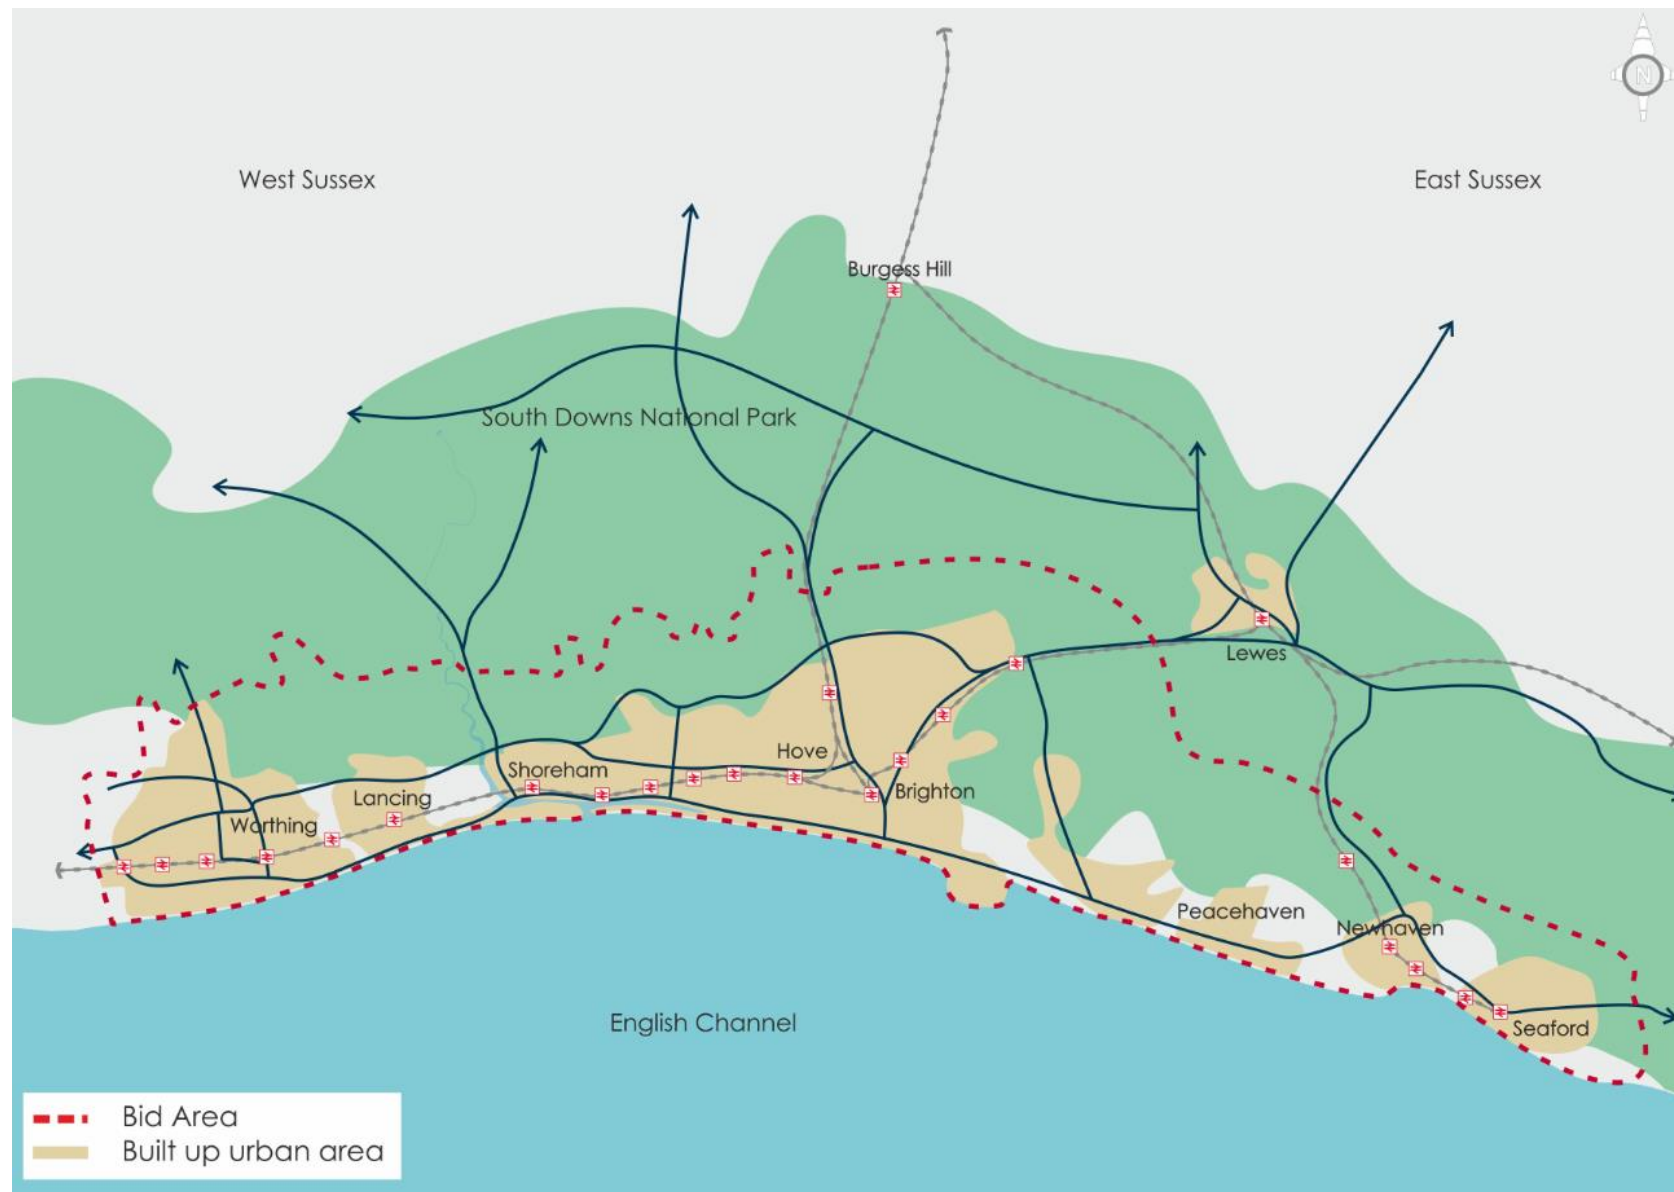 N
West Sussex
East Sussex
Burgess Hill
South Downs National Park
Lewes
Hove
Shoreham
Brighton
Lancing
Worthing
Peacehaven
Newhaven
English Channel
Seaford
Bid Area
Built up urban area